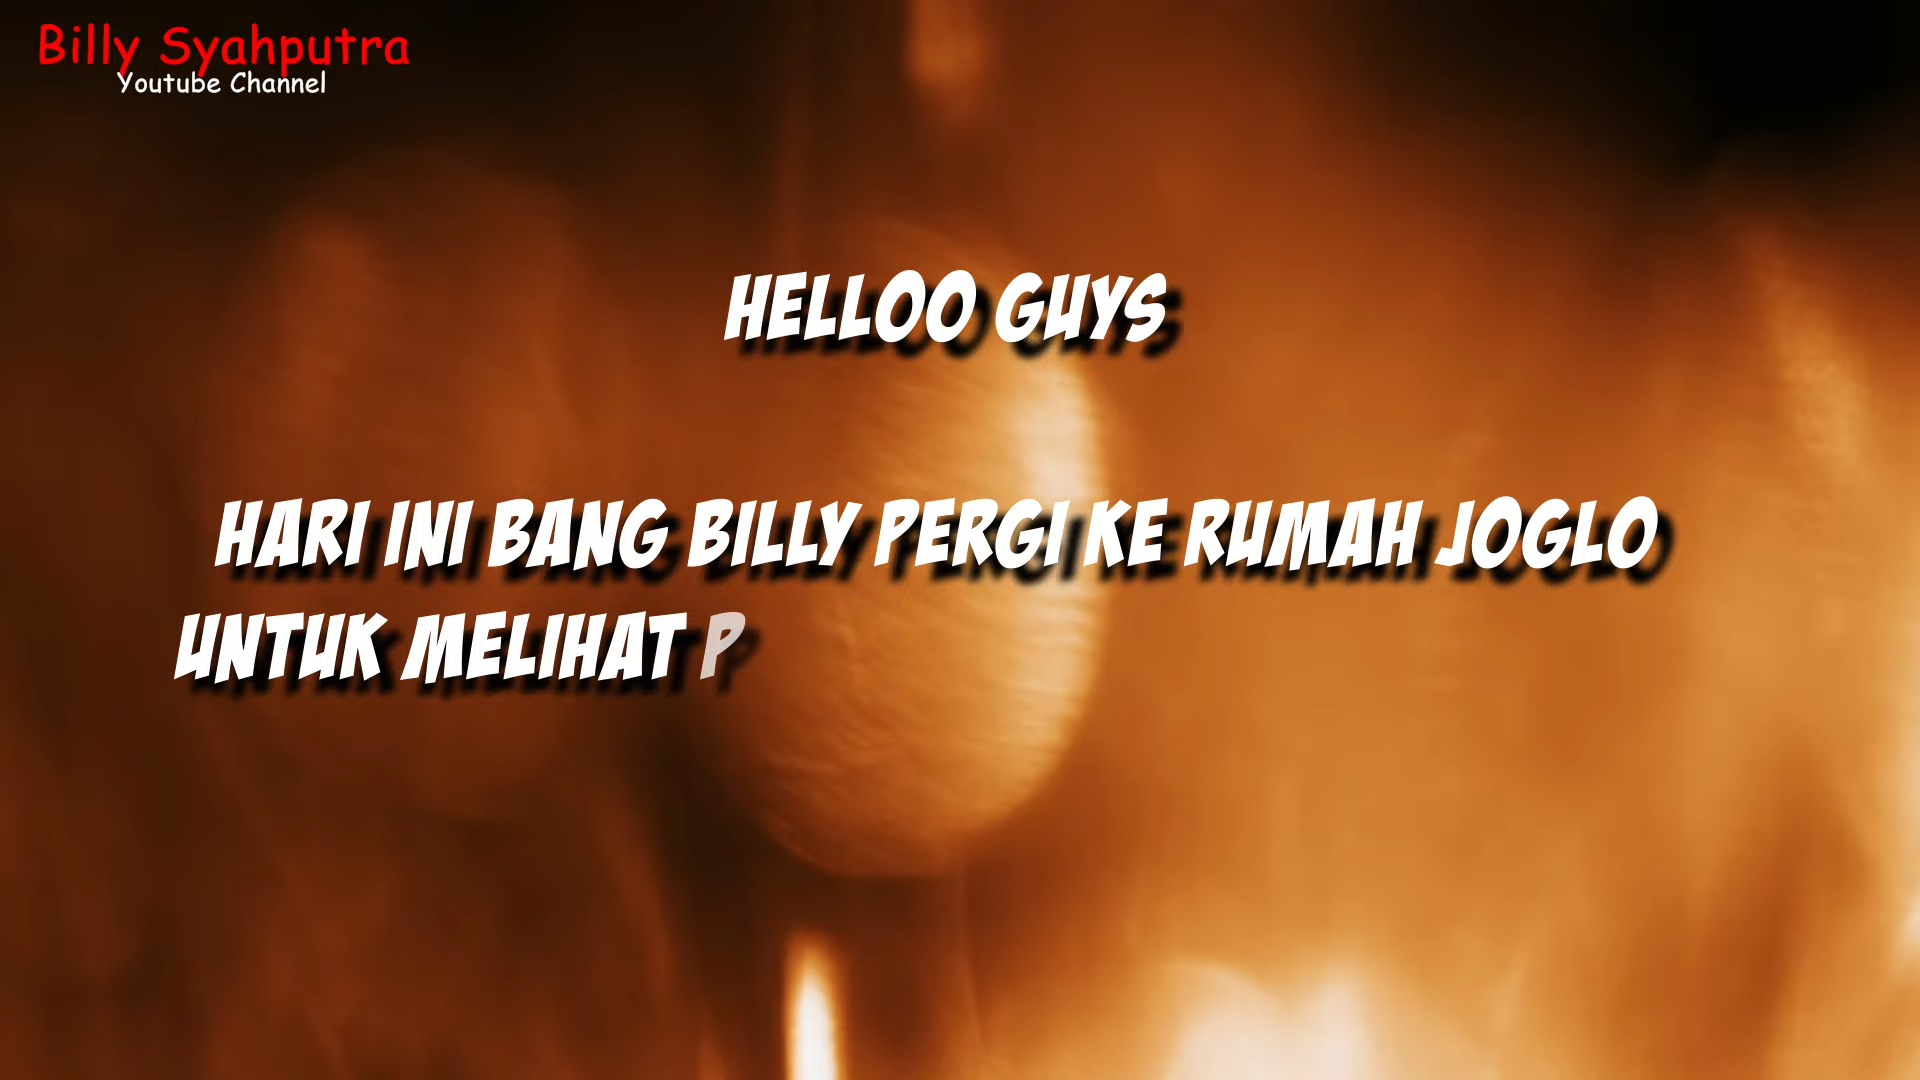 Billy Syahputra
Youtube Channel
HELLOO GUYS
HARI INI BANG BILLY PERGI KE RUMAH JOGLO
UNTUK MELIHAT P